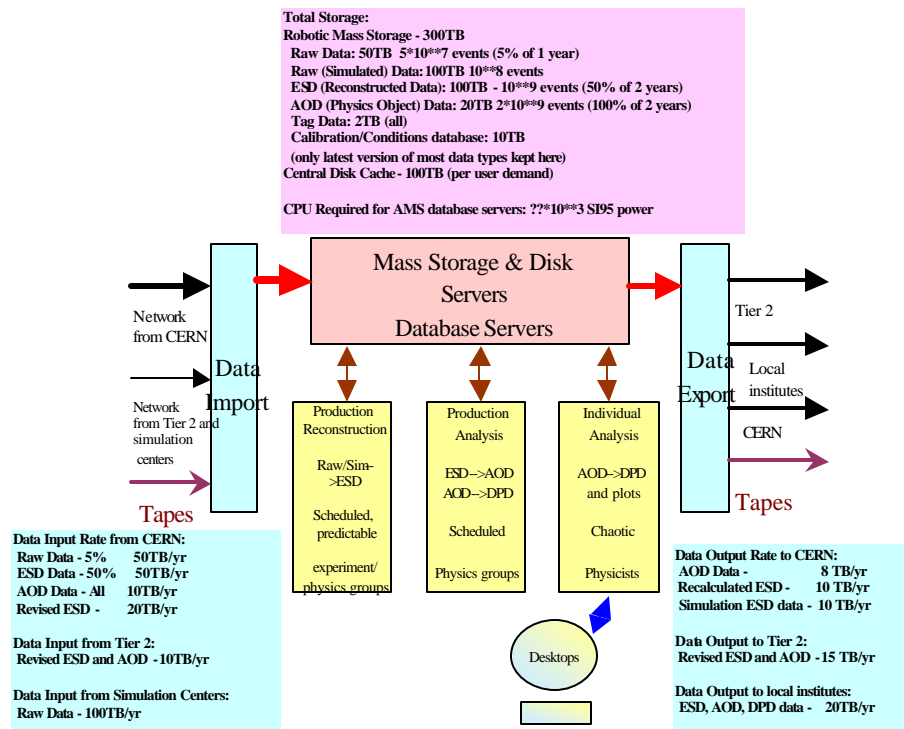 Total Storage:
Robotic Mass Storage - 300TB
Raw Data: 50TB 5*10**7 events (5% of 1 year)
Raw (Simulated) Data: 100TB 10**8 events
ESD (Reconstructed Data): 100TB - 10**9 events (50% of 2 years)
AOD (Physics Object) Data: 20TB 2*10**9 events (100% of 2 years)
Tag Data: 2TB (all)
Calibration/Conditions database: 10TB
(only latest version of most data types kept here)
Central Disk Cache - 100TB (per user demand)
CPU Required for AMS database servers: ??*10**3 SI95 power
Network
from CERN
Network
from Tier 2 and
simulation
centers
Tapes
Data
Import
Mass Storage & Disk
Servers
Database Servers
Data
Export
Tier 2
Local
institutes
CERN
Tapes
Production
Reconstruction
Raw/Sim--
>ESD
Scheduled,
predictable
experiment/
physics groups
Production
Analysis
ESD-->AOD
AOD-->DPD
Scheduled
Physics groups
Individual
Analysis
AOD-->DPD
and plots
Chaotic
Physicists
Desktops
Data Input Rate from CERN:
Raw Data - 5% 50TB/yr
ESD Data - 50% 50TB/yr
AOD Data - All 10TB/yr
Revised ESD - 20TB/yr
Data Input from Tier 2:
Revised ESD and AOD - 10TB/yr
Data Input from Simulation Centers:
Raw Data - 100TB/yr
Data Output Rate to CERN:
AOD Data - 8 TB/yr
Recalculated ESD - 10 TB/yr
Simulation ESD data - 10 TB/yr
Data Output to Tier 2:
Revised ESD and AOD - 15 TB/yr
Data Output to local institutes:
ESD, AOD, DPD data - 20TB/yr